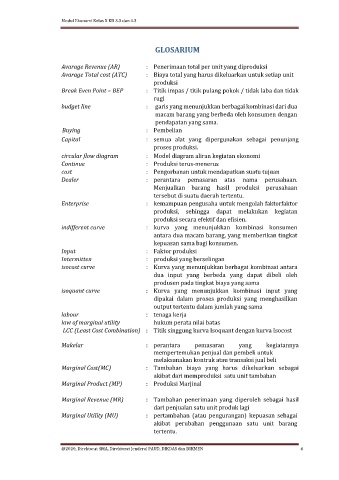 Modul Ekonomi Kelas X KD 3.3 dan 4.3
GLOSARIUM
Average Revenue (AR) : Penerimaan total per unit yang diproduksi
Average Total cost (ATC) : Biaya total yang harus dikeluarkan untuk setiap unit
produksi
Break Even Point = BEP : Titik impas / titik pulang pokok / tidak laba dan tidak
rugi
budget line : garis yang menunjukkan berbagai kombinasi dari dua
macam barang yang berbeda oleh konsumen dengan
pendapatan yang sama.
Buying : Pembelian
Capital : semua alat yang dipergunakan sebagai penunjang
proses produksi.
circular flow diagram : Model diagram aliran kegiatan ekonomi
Continue : Produksi terus-menerus
cost : Pengorbanan untuk mendapatkan suatu tujuan
Dealer : perantara pemasaran atas nama perusahaan.
Menjualkan barang hasil produksi perusahaan
tersebut di suatu daerah tertentu.
Enterprise : kemampuan pengusaha untuk mengolah faktorfaktor
produksi, sehingga dapat melakukan kegiatan
produksi secara efektif dan efisien.
indifferent curve : kurva yang menunjukkan kombinasi konsumen
antara dua macam barang, yang memberikan tingkat
kepuasan sama bagi konsumen.
Input : Faktor produksi
Intermitten : produksi yang berselingan
isocost curve : Kurva yang menunjukkan berbagai kombinasi antara
dua input yang berbeda yang dapat dibeli oleh
produsen pada tingkat biaya yang sama
isoquant curve : Kurva yang menunjukkan kombinasi input yang
dipakai dalam proses produksi yang menghasilkan
output tertentu dalam jumlah yang sama
labour : tenaga kerja
law of marginal utility hukum perata nilai batas
LCC (Least Cost Combination) : Titik singgung kurva Isoquant dengan kurva Isocost
Makelar : perantara pemasaran yang kegiatannya
mempertemukan penjual dan pembeli untuk
melaksanakan kontrak atau transaksi jual beli
Marginal Cost(MC) : Tambahan biaya yang harus dikeluarkan sebagai
akibat dari memproduksi satu unit tambahan
Marginal Product (MP) : Produksi Marjinal
Marginal Revenue (MR) : Tambahan penerimaan yang diperoleh sebagai hasil
dari penjualan satu unit produk lagi
Marginal Utility (MU) : pertambahan (atau pengurangan) kepuasan sebagai
akibat perubahan penggunaan satu unit barang
tertentu.
@2020, Direktorat SMA, Direktorat Jenderal PAUD, DIKDAS dan DIKMEN 6